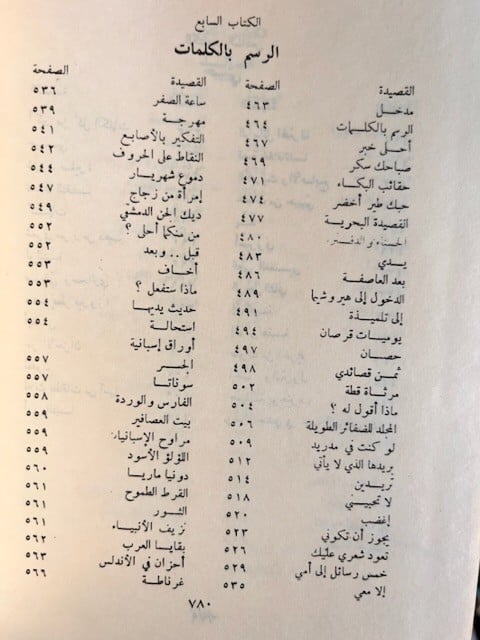 الكتاب السابع
الرسم بالكلمات
القصيدة الصفحة
مدخل ٤٦٣
الرسم بالكلمات ٤٦٤
أحلى خبر ٤٦٧
صباحك سكر ٤٦٩
حقائب البكاء ٤٧١
حبك طير أخضر ٤٧٤
القصيدة البحرية ٤٧٧
الحسناء والدفتر ٤٨٠
يدي ٤٨٣
بعد العاصفة ٤٨٦
الدخول إلى هيروشيما ٤٨٩
إلى تلميذة ٤٩١
يوميات قرصان ٤٩٤
حصان ٤٩٧
ثمن قصائدي ٤٩٨
مرثاة قطة ٥٠٢
ماذا أقول له ؟ ٥٠٤
المجد للضفائر الطويلة ٥٠٦
لو كنت في مدريد ٥٠٩
بريدها الذي لا يأتي ٥١٢
تريدين ٥١٤
لا تحبيني ٥١٨
إغضب ٥٢٠
يجوز أن تكوني ٥٢٣
تعود شعري عليك ٥٢٦
خمس رسائل إلى أمي ٥٢٩
إلا معي ٥٣٥
القصيدة الصفحة
ساعة الصفر ٥٣٦
مهرجة ٥٣٩
التفكير بالأصابع ٥٤١
النقاط على الحروف ٥٤٢
دموع شهريار ٥٤٤
إمرأة من زجاج ٥٤٧
ديك الجن الدمشقي ٥٤٩
من منكما أحلى ؟ ٥٥٢
قبل .. وبعد ٥٥٢
أخاف ٥٥٣
ماذا ستفعل ؟ ٥٥٣
حديث يديها ٥٥٤
استحالة ٥٥٤
أوراق إسبانية
الجسر ٥٥٧
سوناتا ٥٥٧
الفارس والوردة ٥٥٨
بيت العصافير ٥٥٩
مراوح الإسبانيات ٥٥٩
اللؤلؤ الأسود ٥٥٩
دونيا ماريا ٥٦٠
القرط الطموح ٥٦١
الثور ٥٦١
نزيف الأنبياء ٥٦١
بقايا العرب ٥٦٢
أحزان في الأندلس ٥٦٣
غرناطة ٥٦٦
٧٨٠